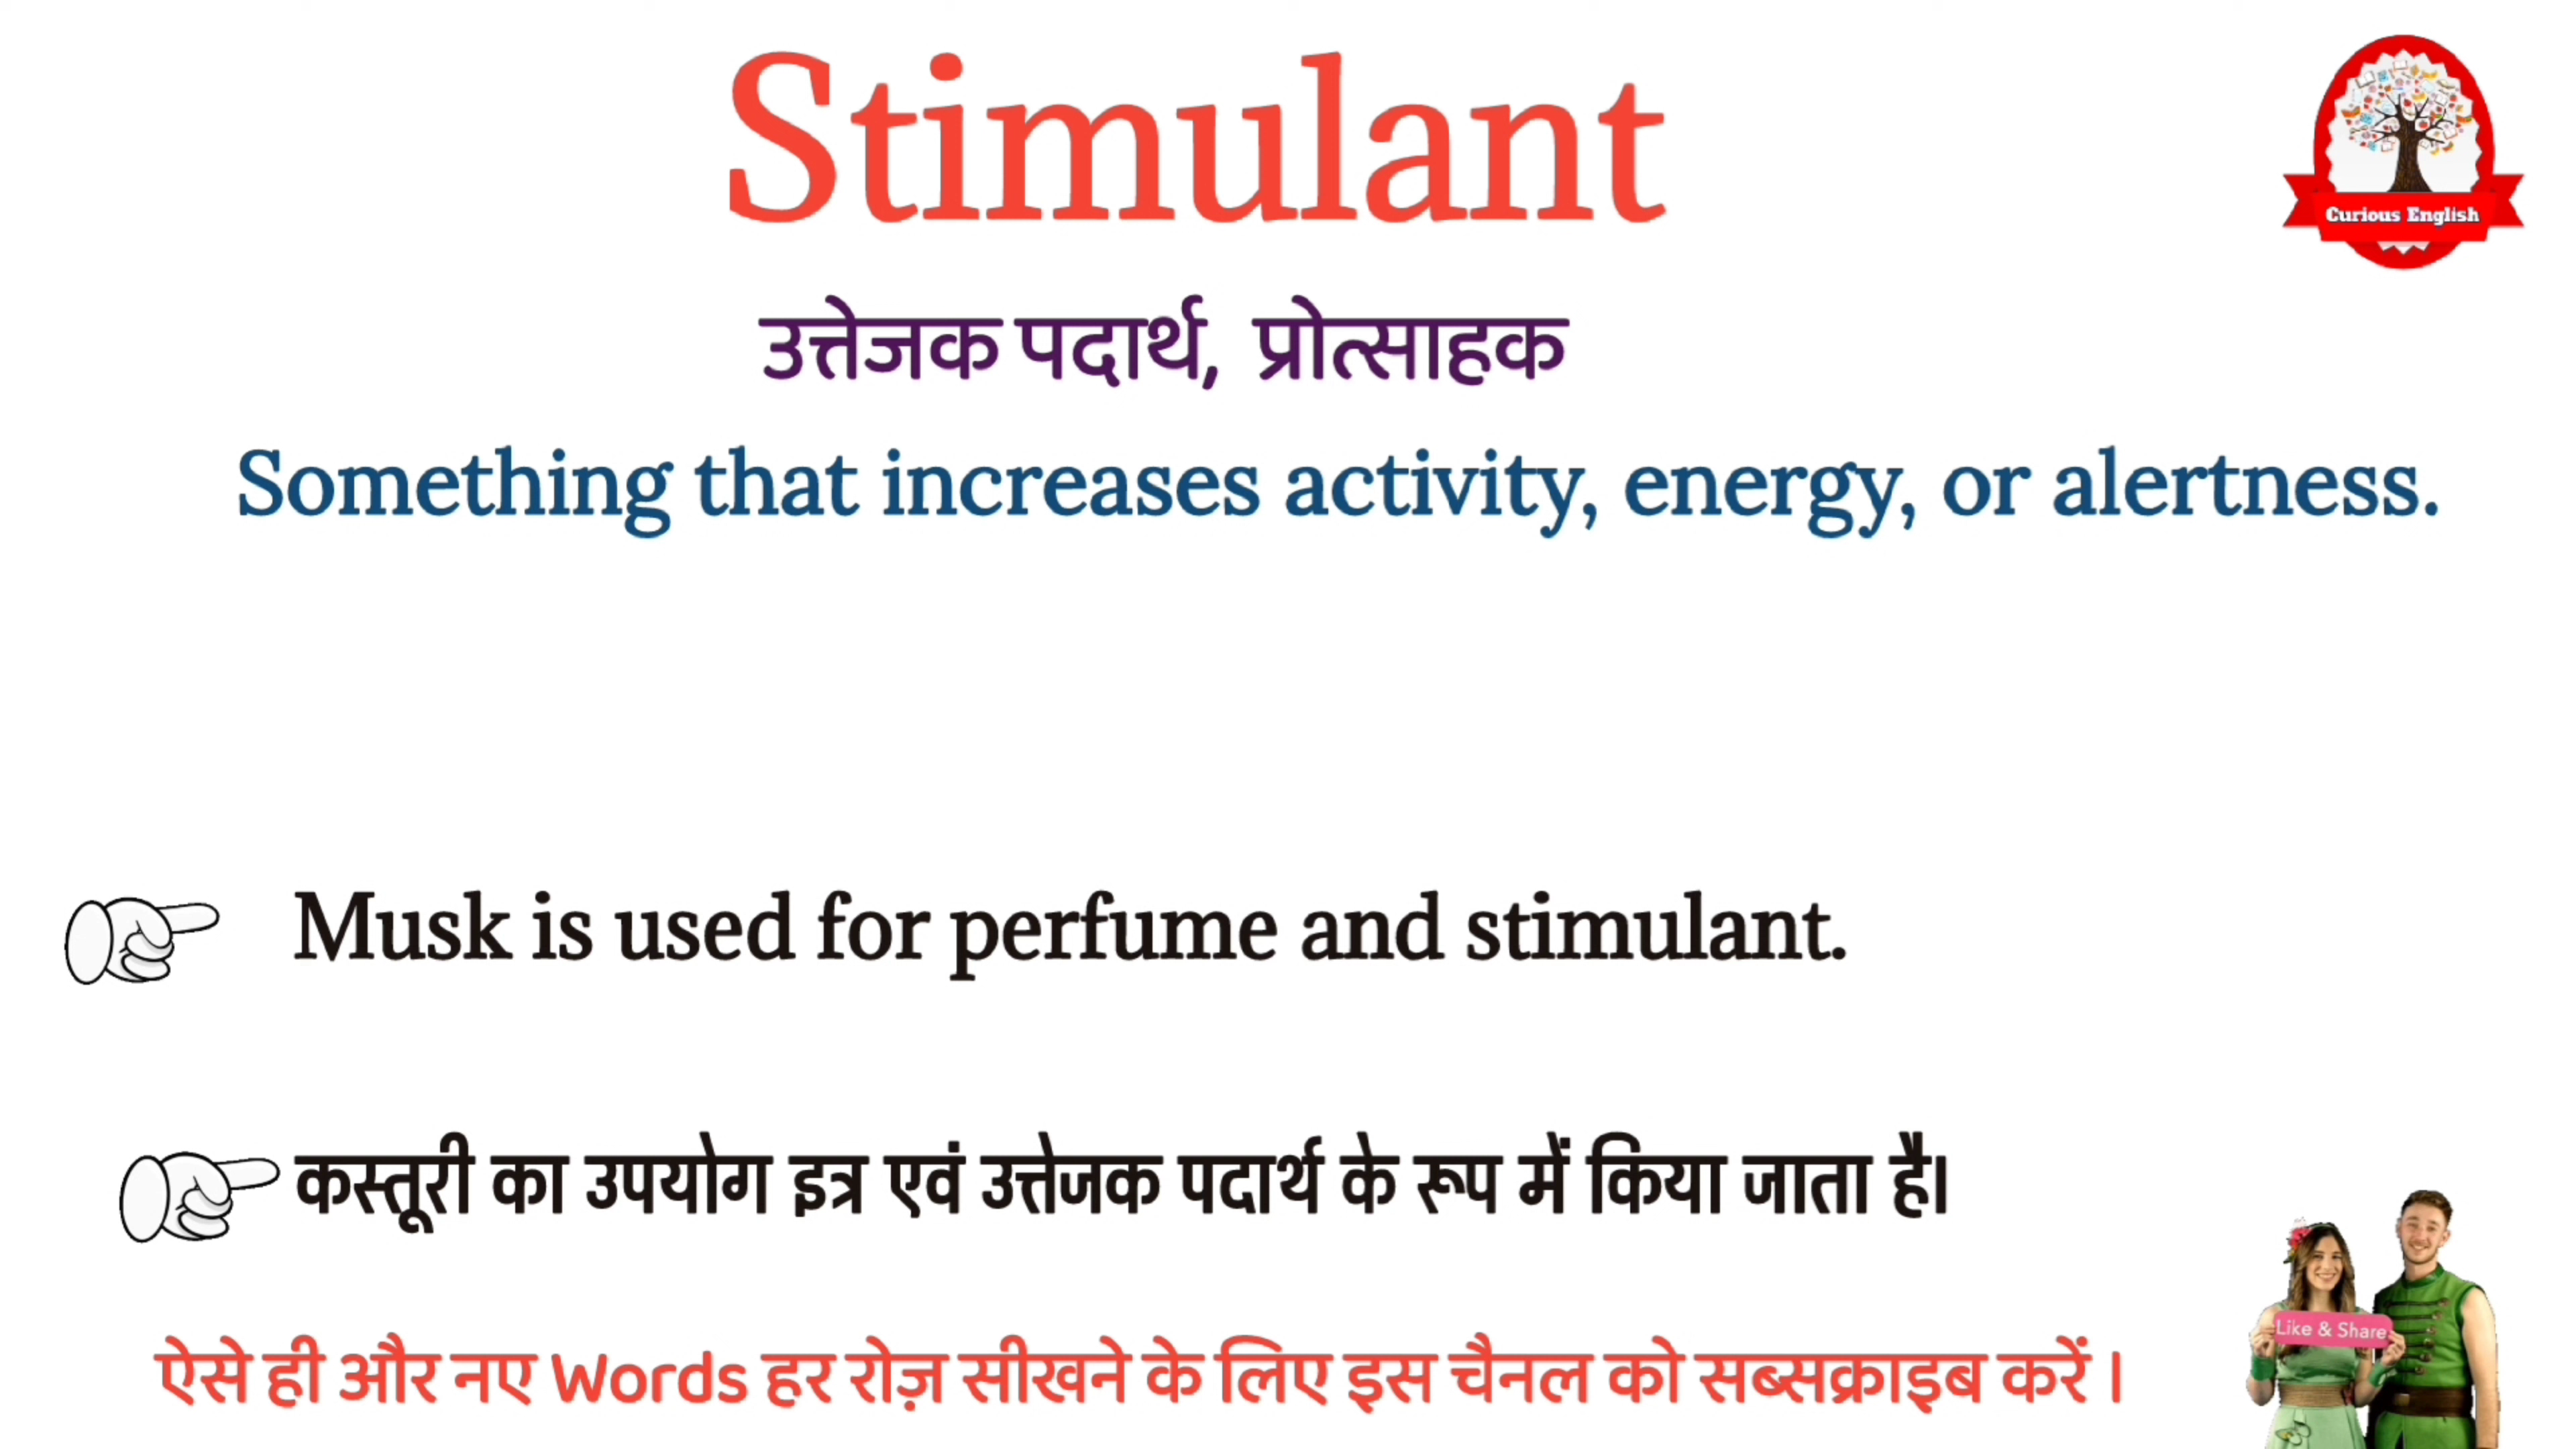 Stimulant
Curious English
उत्तेजक पदार्थ, प्रोत्साहक
Something that increases activity, energy, or alertness.
Musk is used for perfume and stimulant.
कस्तूरी का उपयोग इत्र एवं उत्तेजक पदार्थ के रूप में किया जाता है।
Like & Share
ऐसे ही और नए Words हर रोज़ सीखने के लिए इस चैनल को सब्सक्राइब करें ।